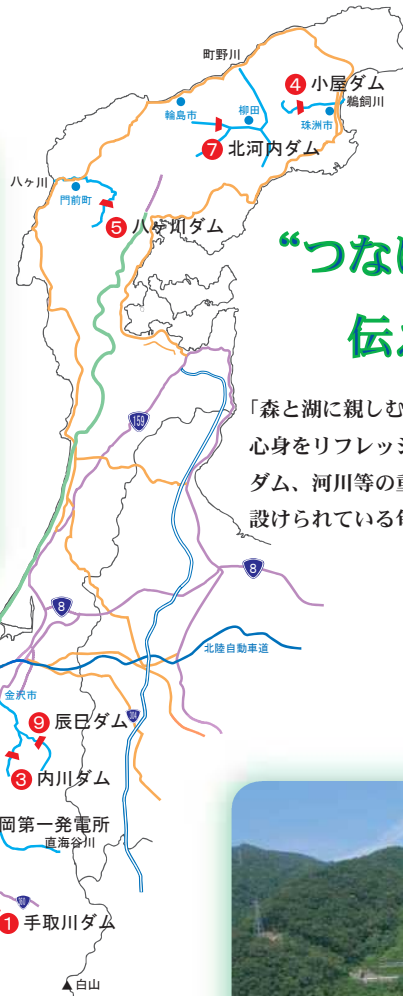 町野川
④ 小屋ダム
鵜飼川
輪島市
柳田
珠洲市
⑦ 北河内ダム
八ヶ川
門前町
⑤ 八ヶ川ダム
“つなげ
伝え
「森と湖に親しむ
心身をリフレッシ
ダム、河川等の重
設けられている旬
159
8
8
北陸自動車道
金沢市
304
⑨ 辰巳ダム
③ 内川ダム
岡第一発電所
直海谷川
360
① 手取川ダム
▲白山